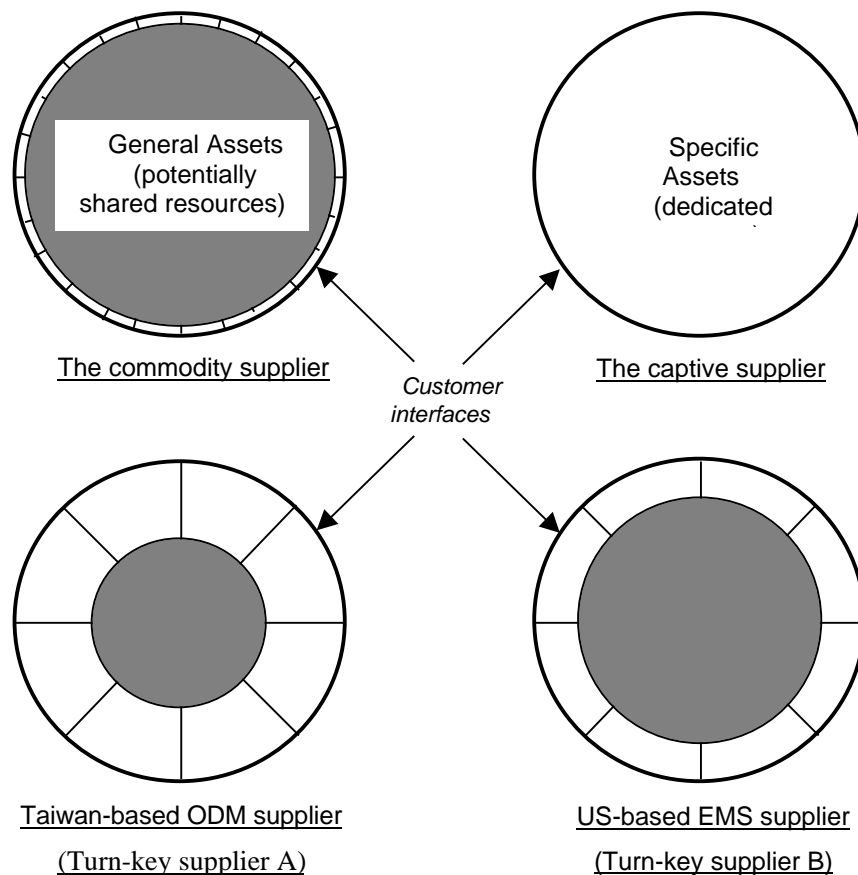 General Assets
(potentially
shared resources)
Specific
Assets
(dedicated
The commodity supplier
The captive supplier
Customer
interfaces
Taiwan-based ODM supplier
(Turn-key supplier A)
US-based EMS supplier
(Turn-key supplier B)